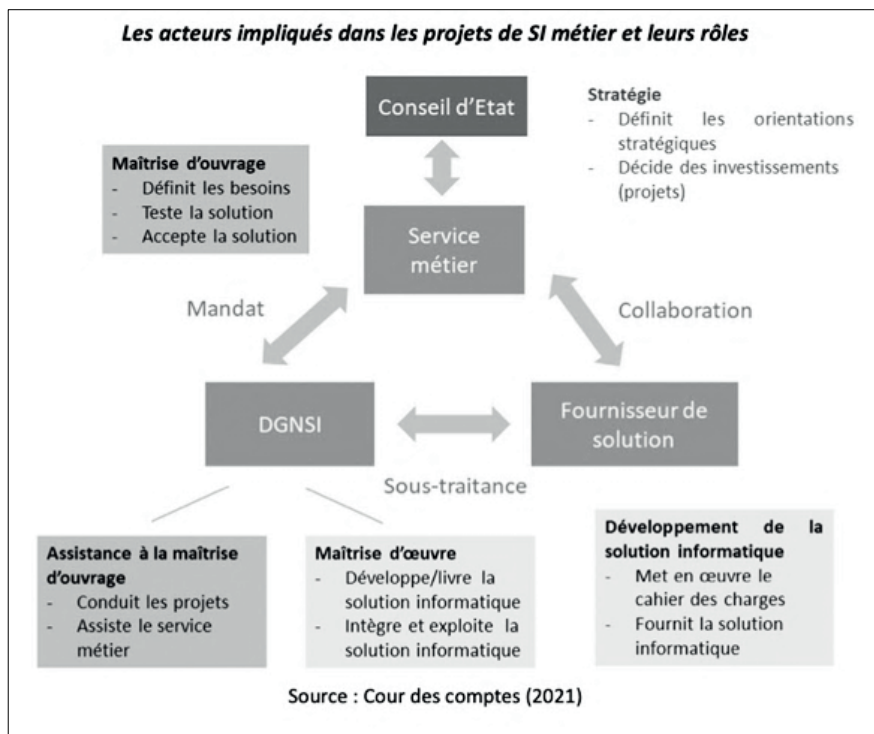 Les acteurs impliqués dans les projets de SI métier et leurs rôles
Conseil d'Etat
Stratégie
- Définit les orientations
stratégiques
- Décide des investissements
(projets)
Maîtrise d'ouvrage
- Définit les besoins
- Teste la solution
- Accepte la solution
Service
métier
Mandat
Collaboration
DGNSI
Fournisseur de
solution
Sous-traitance
Assistance à la maîtrise
d'ouvrage
- Conduit les projets
- Assiste le service
métier
Maîtrise d'œuvre
- Développe/livre la
solution informatique
- Intègre et exploite la
solution informatique
Développement de la
solution informatique
- Met en œuvre le
cahier des charges
- Fournit la solution
informatique
Source : Cour des comptes (2021)